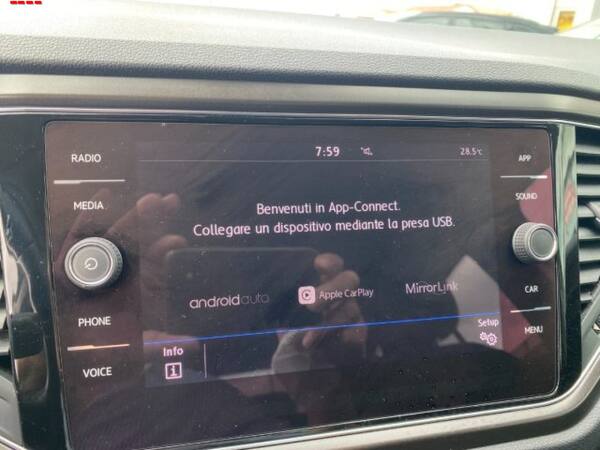 7:59
28.5°C
RADIO
MEDIA
PHONE
VOICE
Benvenuti in App-Connect.
Collegare un dispositivo mediante la presa USB.
androidauto
Apple CarPlay
MirrorLink
Info
i
Setup
APP
SOUND
CAR
MENU